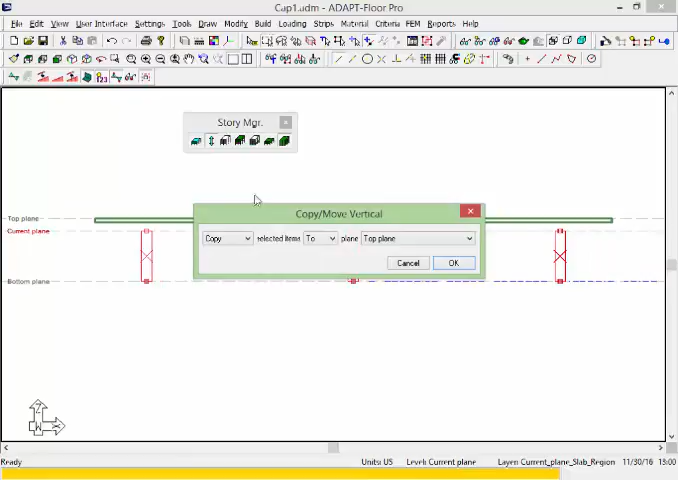 Cap1.udm - ADAPT-Floor Pro
File Edit View User Interface Settings Tools Draw Modify Build Loading Strips Material Criteria FEM Reports Help
Story Mgr.
Top plane
Current plane
Bottom plane
Copy/Move Vertical
Copy selected items To plane Top plane
Cancel OK
Z
W X
Ready Units: US Level: Current plane Layer: Current_plane_Slab_Region 11/30/16 13:00